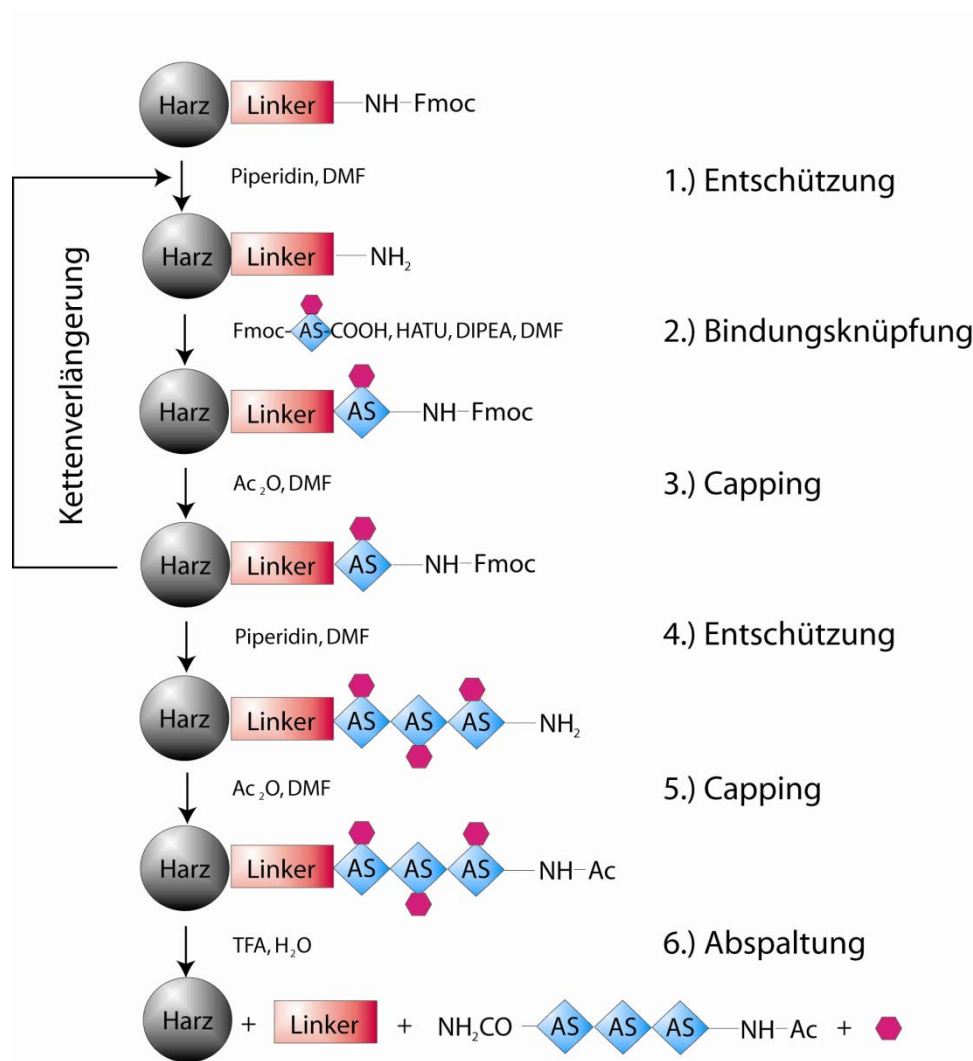 Harz Linker NH-Fmoc
Piperidin, DMF 1.) Entschützung
Harz Linker NH₂
Kettenverlängerung
Fmoc-AS-COOH, HATU, DIPEA, DMF 2.) Bindungsknüpfung
Harz Linker AS NH-Fmoc
Ac₂O, DMF 3.) Capping
Harz Linker AS NH-Fmoc
Piperidin, DMF 4.) Entschützung
Harz Linker AS AS AS NH₂
Ac₂O, DMF 5.) Capping
Harz Linker AS AS AS NH-Ac
TFA, H₂O 6.) Abspaltung
Harz + Linker + NH₂CO AS AS AS NH-Ac +